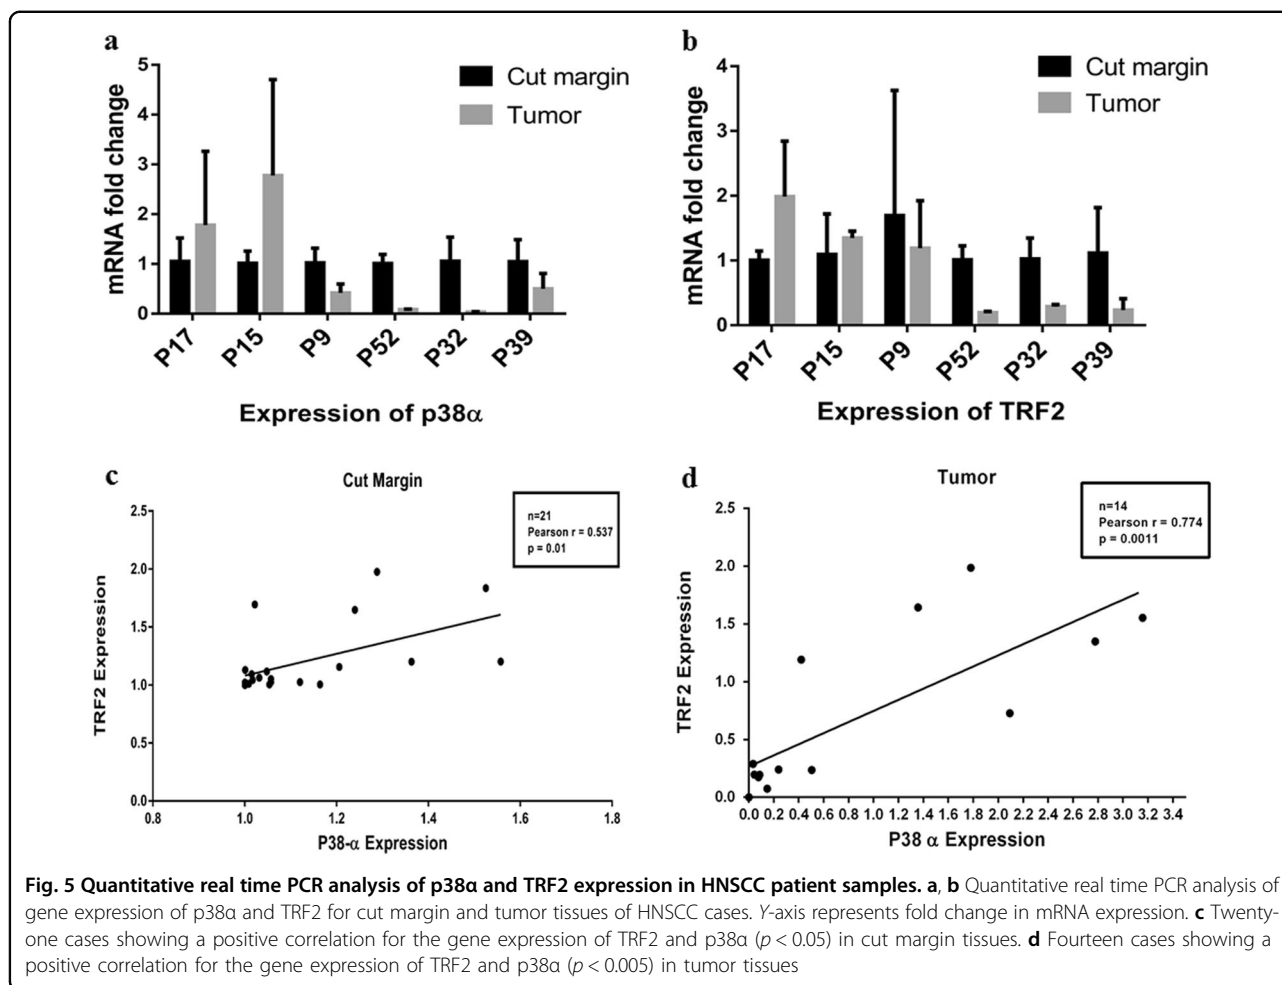 a
5
4
3
2
1
0
mRNA fold change
Cut margin
Tumor
P17
P15
P9
P52
P32
P39
Expression of p38α
b
4
3
2
1
0
mRNA fold change
Cut margin
Tumor
P17
P15
P9
P52
P32
P39
Expression of TRF2
c
Cut Margin
n=21
Pearson r = 0.537
p = 0.01
2.5
2.0
1.5
1.0
0.5
0.0
TRF2 Expression
0.8 1.0 1.2 1.4 1.6 1.8
P38-α Expression
d
Tumor
n=14
Pearson r = 0.774
p = 0.0011
2.5
2.0
1.5
1.0
0.5
0.0
TRF2 Expression
0.0 0.2 0.4 0.6 0.8 1.0 1.2 1.4 1.6 1.8 2.0 2.2 2.4 2.6 2.8 3.0 3.2 3.4
P38 α Expression
Fig. 5 Quantitative real time PCR analysis of p38α and TRF2 expression in HNSCC patient samples. a, b Quantitative real time PCR analysis of
gene expression of p38α and TRF2 for cut margin and tumor tissues of HNSCC cases. Y-axis represents fold change in mRNA expression. c Twenty-
one cases showing a positive correlation for the gene expression of TRF2 and p38α (p < 0.05) in cut margin tissues. d Fourteen cases showing a
positive correlation for the gene expression of TRF2 and p38α (p < 0.005) in tumor tissues